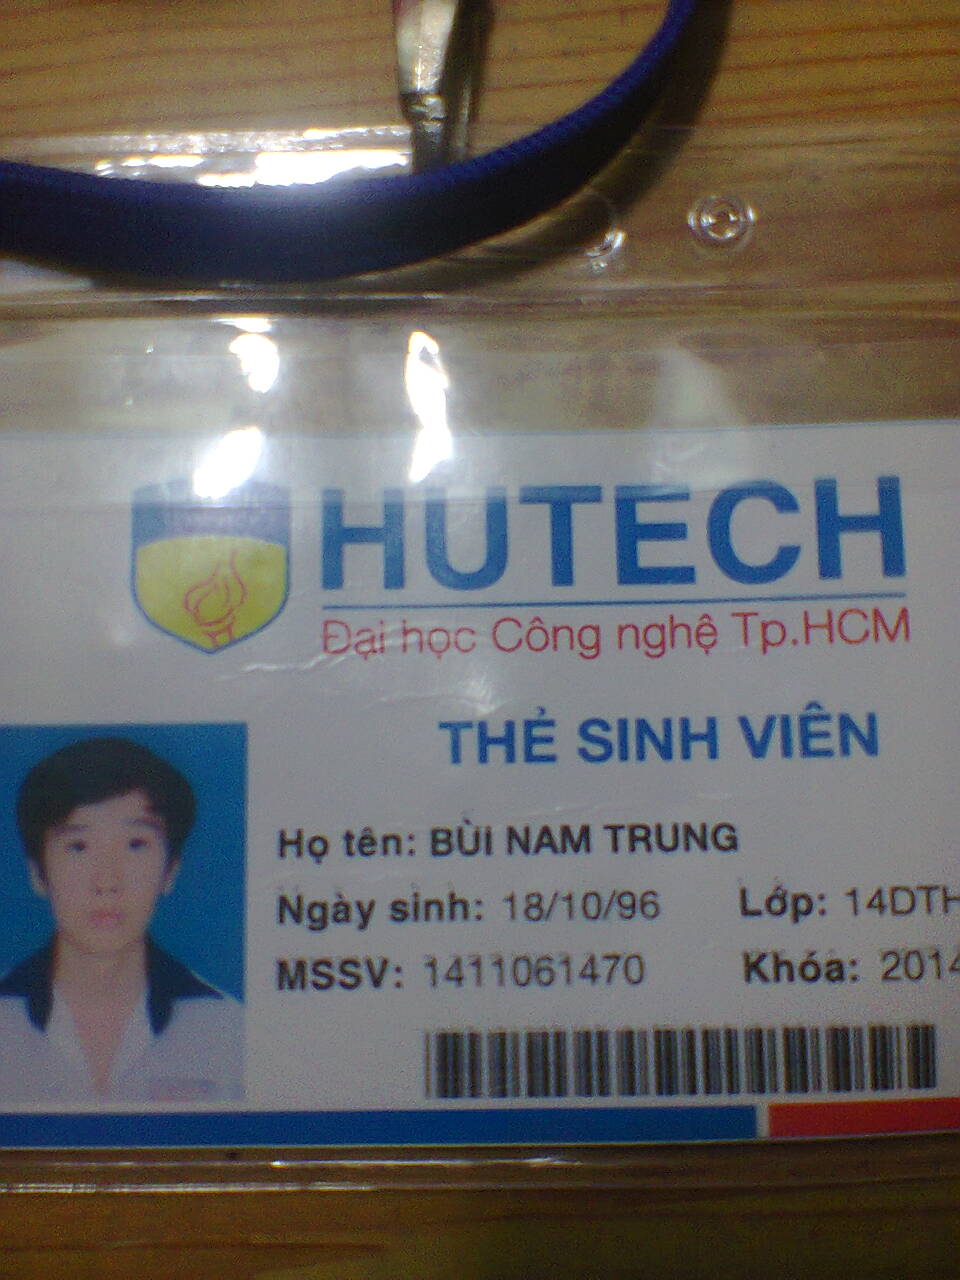 HUTECH
Đại học Công nghệ Tp.HCM
THẺ SINH VIÊN
Họ tên: BÙI NAM TRUNG
Ngày sinh: 18/10/96 Lớp: 14DTH
MSSV: 1411061470 Khóa: 2014